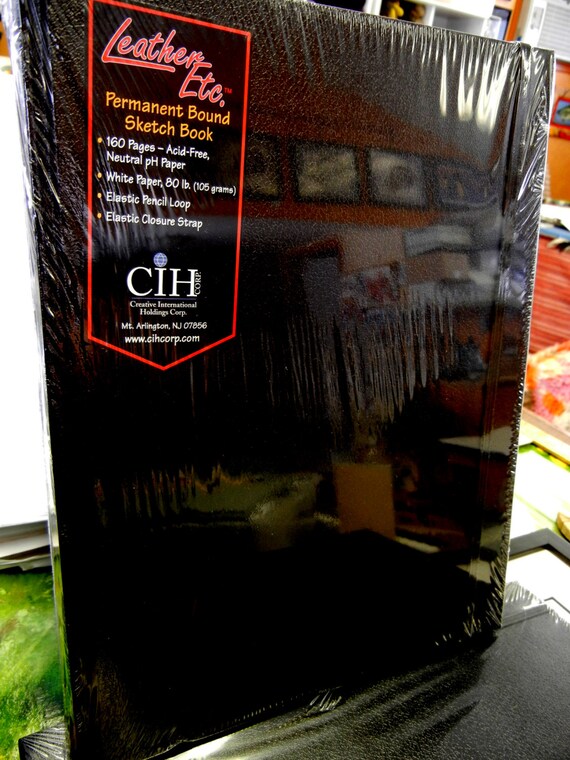 Leather
Etc.™
Permanent Bound
Sketch Book
• 160 Pages – Acid-Free,
Neutral pH Paper
• White Paper, 80 lb. (105 grams)
• Elastic Pencil Loop
• Elastic Closure Strap
CIH CORP.
Creative International
Holdings Corp.
Mt. Arlington, NJ 07856
www.cihcorp.com